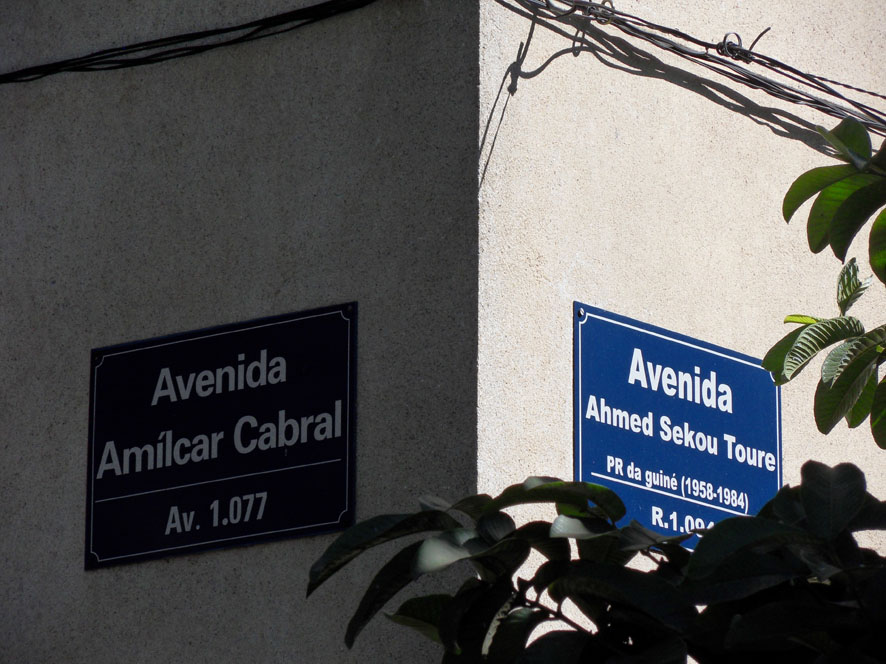 Avenida
Amílcar Cabral
Av. 1.077
Avenida
Ahmed Sekou Toure
PR da guiné (1958-1984)